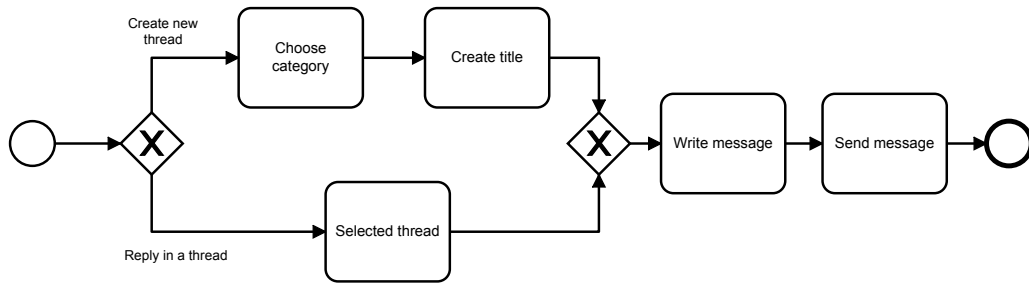 Create new
thread
Choose
category
Create title
Write message
Send message
Selected thread
Reply in a thread